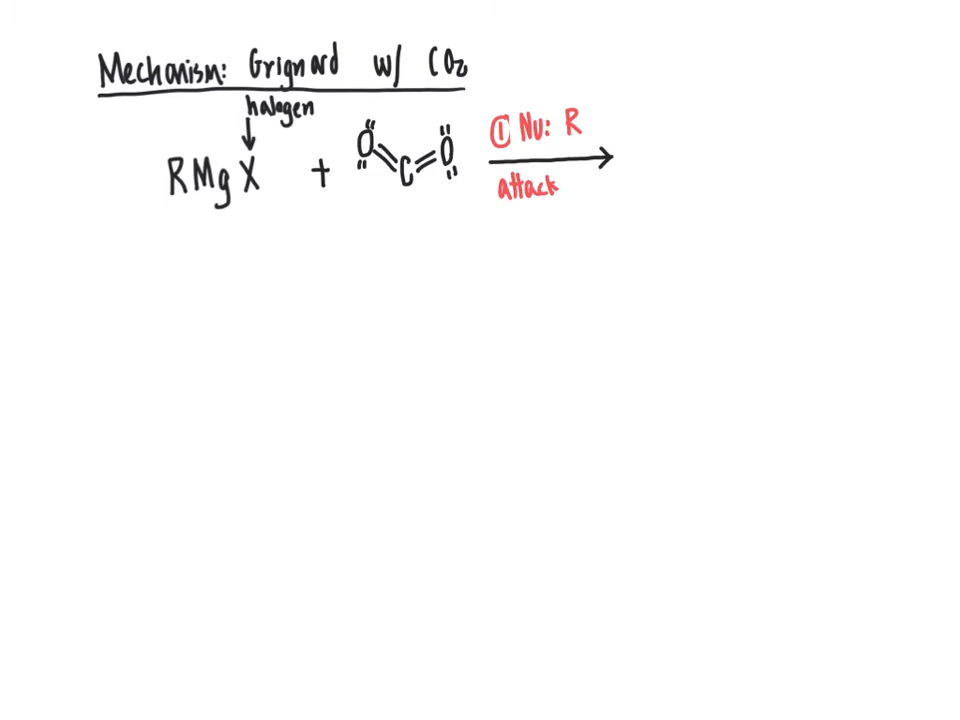 Mechanism: Grignard w/ CO₂
halogen
RMgX + O=C=O
① Nu: R
attack